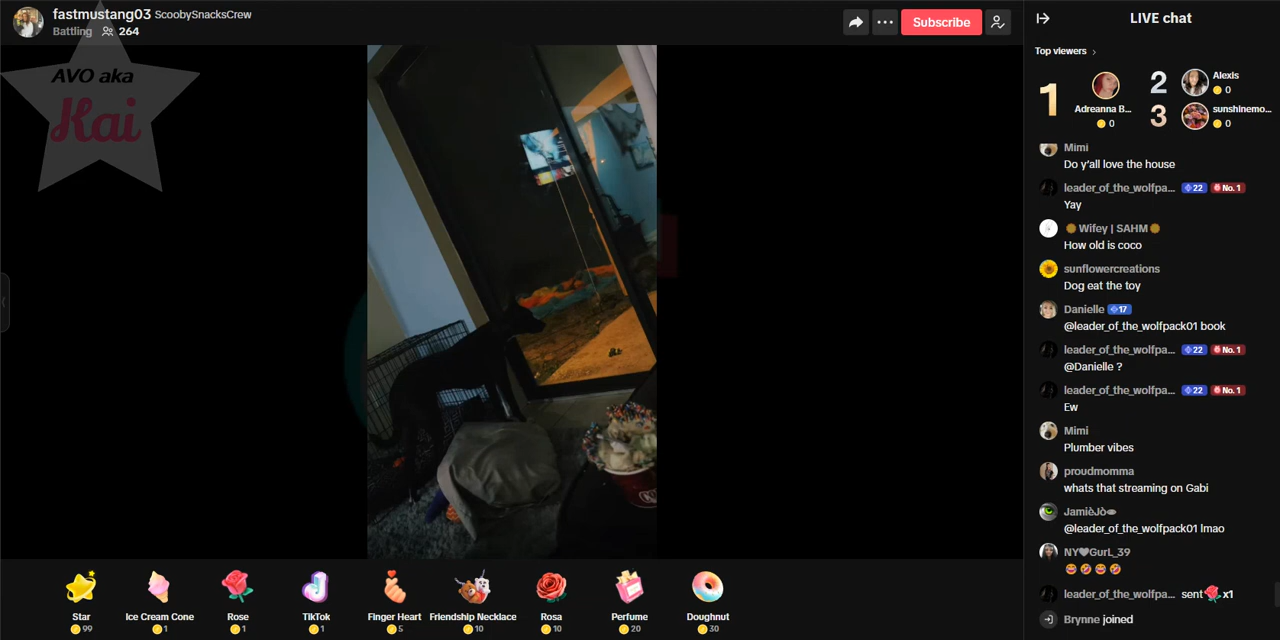 fastmustang03 ScoobySnacksCrew
Battling 264
Subscribe
AVO aka
Kai
LIVE chat
Top viewers >
1
Adreanna B...
0
2
Alexis
0
3
sunshinemo...
0
Mimi
Do y'all love the house
leader_of_the_wolfpa... 22 No. 1
Yay
Wifey | SAHM
How old is coco
sunflowercreations
Dog eat the toy
Danielle 17
@leader_of_the_wolfpack01 book
leader_of_the_wolfpa... 22 No. 1
@Danielle ?
leader_of_the_wolfpa... 22 No. 1
Ew
Mimi
Plumber vibes
proudmomma
whats that streaming on Gabi
JamièJò
@leader_of_the_wolfpack01 lmao
NY🖤GurL_39
🤩🤣🤩🤣
leader_of_the_wolfpa... sent x1
Brynne joined
Star
99
Ice Cream Cone
1
Rose
1
TikTok
1
Finger Heart
5
Friendship Necklace
10
Rosa
10
Perfume
20
Doughnut
30